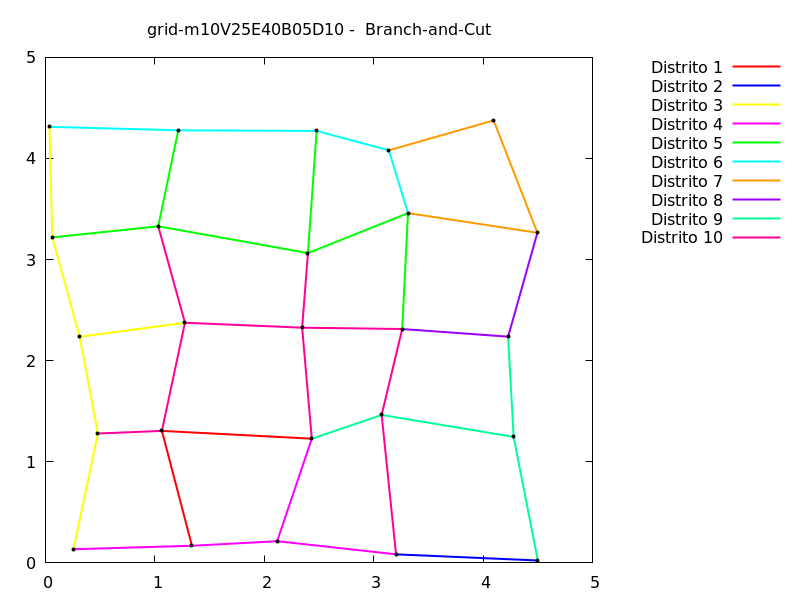 grid-m10V25E40B05D10 -  Branch-and-Cut
Distrito 1
Distrito 2
Distrito 3
Distrito 4
Distrito 5
Distrito 6
Distrito 7
Distrito 8
Distrito 9
Distrito 10
5
4
3
2
1
0
0 1 2 3 4 5